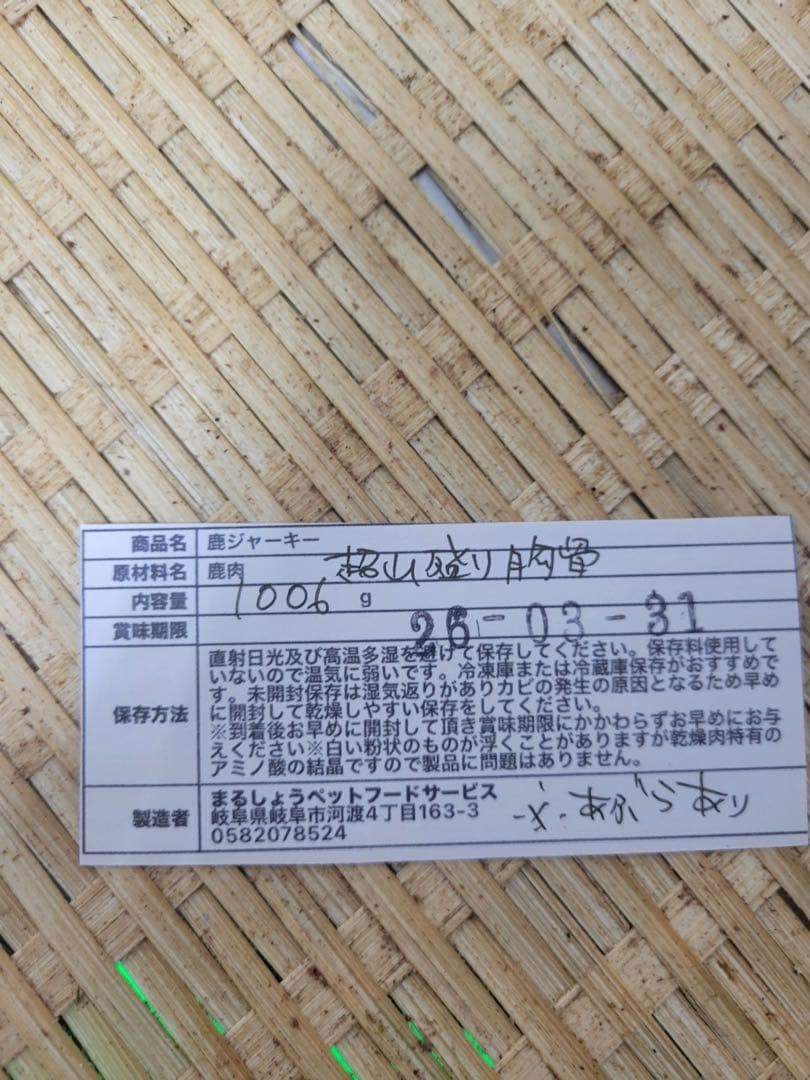 商品名 鹿ジャーキー
原材料名 鹿肉 盛り胸骨
内容量 1006 g
賞味期限 26-03-31
保存方法 直射日光及び高温多湿を避けて保存してください。保存料使用して
いないので温気に弱いです。冷凍庫または冷蔵庫保存がおすすめで
す。未開封保存は湿気返りがありカビの発生の原因となるため早め
に開封して乾燥しやすい保存をしてください。
※到着後お早めに開封して頂き賞味期限にかかわらずお早めにお与
えください※白い粉状のものが浮くことがありますが乾燥肉特有の
アミノ酸の結晶ですので製品に問題はありません。
製造者 まるしょうペットフードサービス
岐阜県岐阜市河渡4丁目163-3
0582078524
あぶらあり